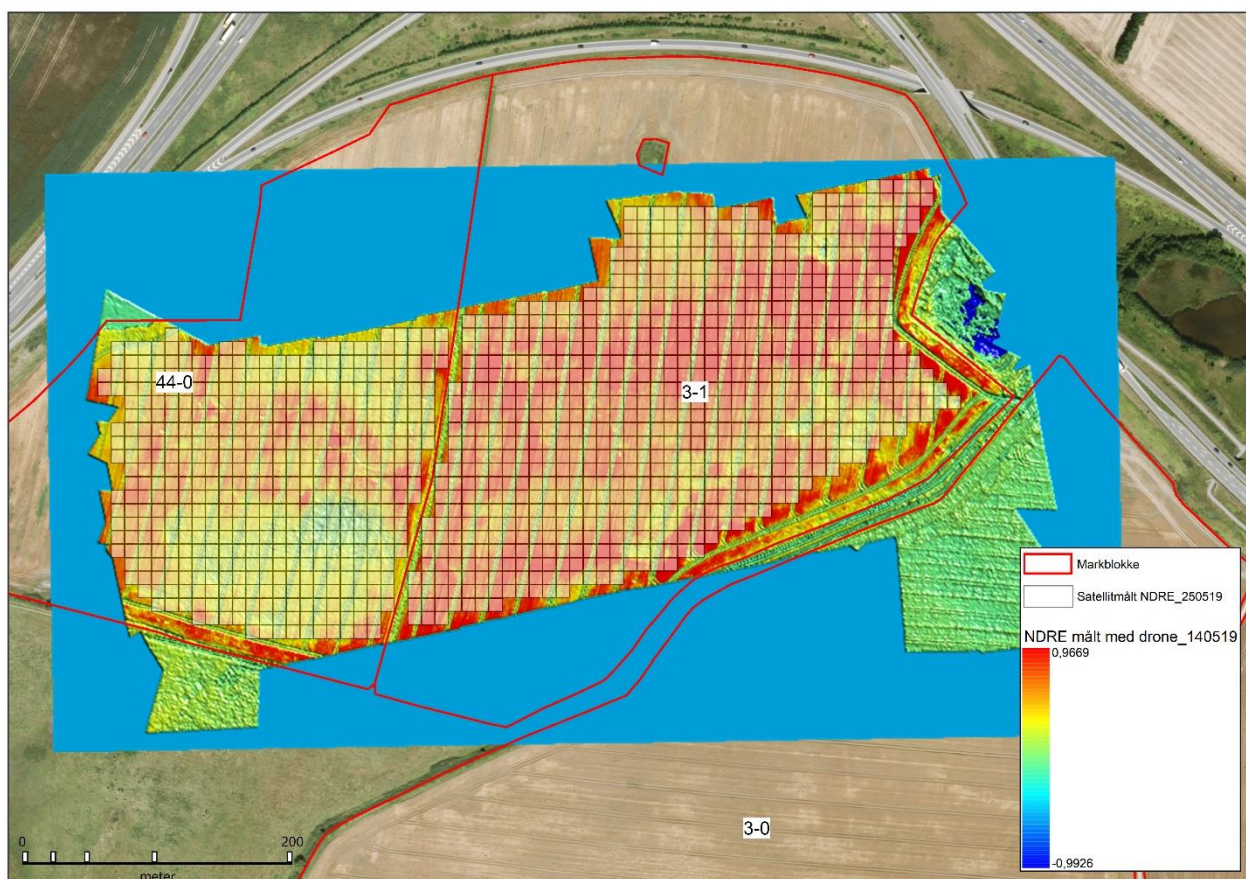 44-0
3-1
Markblokke
Satellitmålt NDRE_250519
NDRE målt med drone_140519
0,9669
-0,9926
3-0
0 200
meter